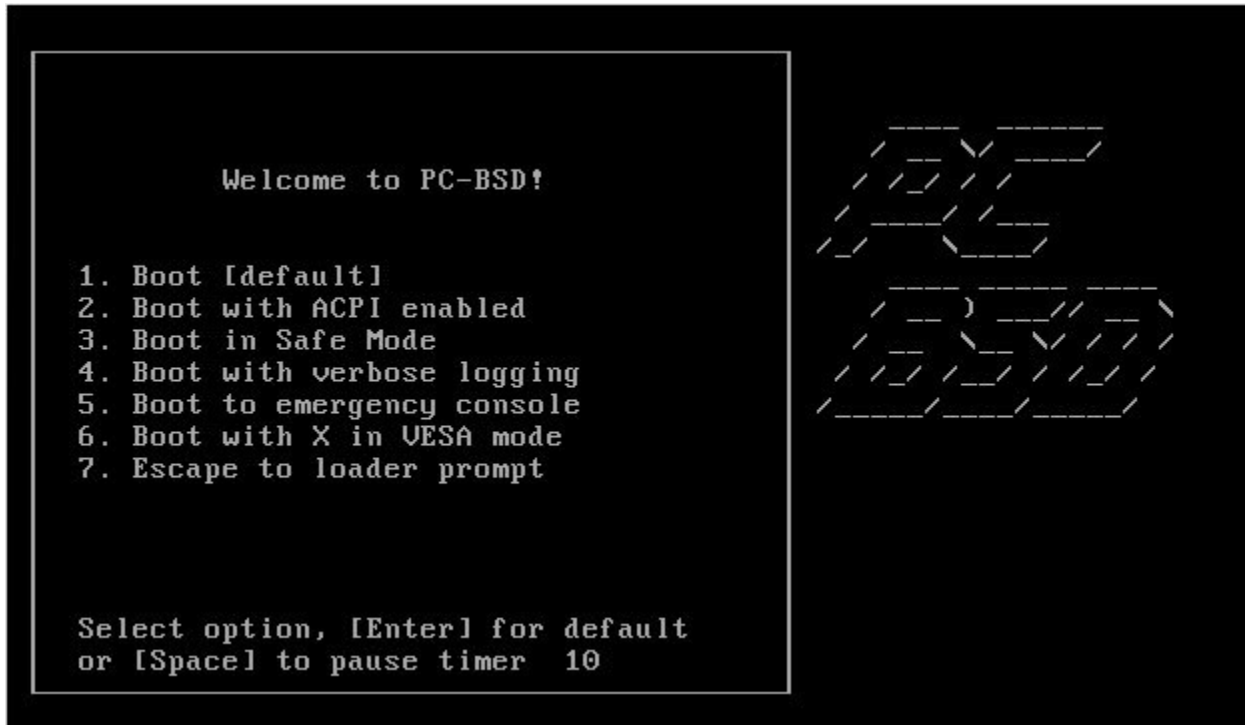 Welcome to PC-BSD!
1. Boot [default]
2. Boot with ACPI enabled
3. Boot in Safe Mode
4. Boot with verbose logging
5. Boot to emergency console
6. Boot with X in VESA mode
7. Escape to loader prompt
Select option, [Enter] for default
or [Space] to pause timer  10
PC
BSD